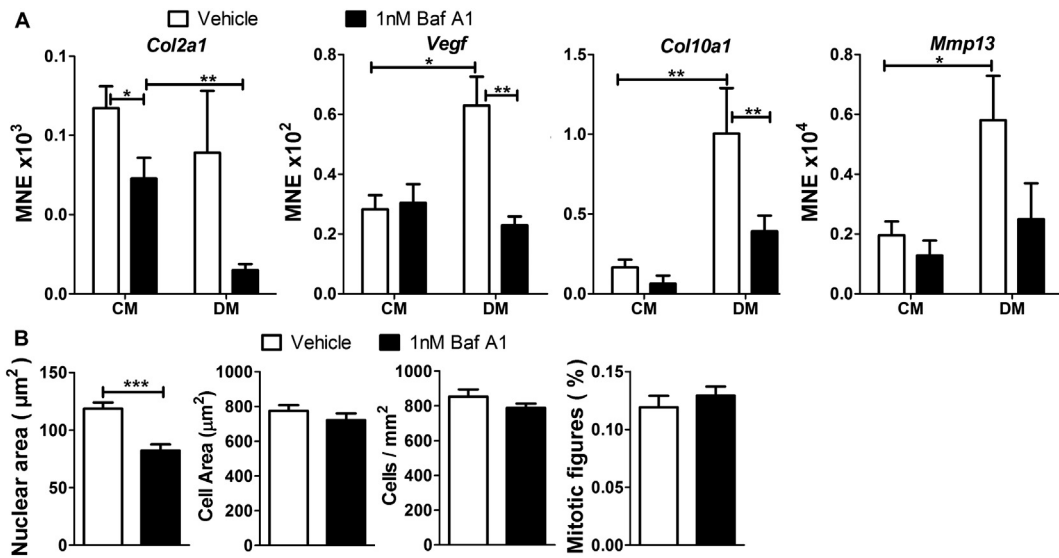 A
Vehicle 1nM Baf A1
Col2a1
MNE x10³
0.1
0.1
0.0
0.0
* **
CM DM
Vegf
MNE x10²
0.8
0.6
0.4
0.2
0.0
* **
CM DM
Col10a1
1.5
1.0
0.5
0.0
** **
CM DM
Mmp13
MNE x10⁴
0.8
0.6
0.4
0.2
0.0
*
CM DM
B
Vehicle 1nM Baf A1
Nuclear area ( µm²)
150
100
50
0
***
Cell Area (µm²)
1000
800
600
400
200
0
Cells / mm²
1000
800
600
400
200
0
Mitotic figures ( %)
0.15
0.10
0.05
0.00